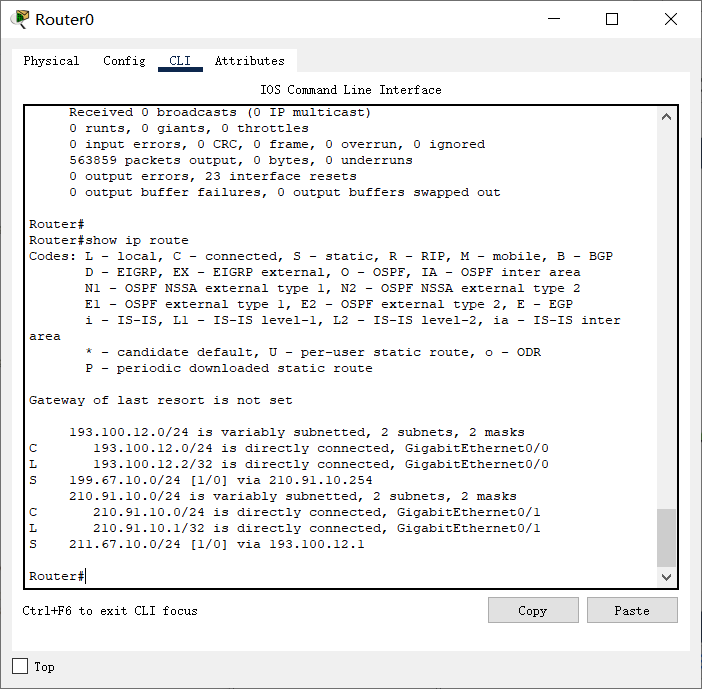 Router0
Physical Config CLI Attributes
IOS Command Line Interface
Received 0 broadcasts (0 IP multicast)
0 runts, 0 giants, 0 throttles
0 input errors, 0 CRC, 0 frame, 0 overrun, 0 ignored
563859 packets output, 0 bytes, 0 underruns
0 output errors, 23 interface resets
0 output buffer failures, 0 output buffers swapped out
Router#
Router#show ip route
Codes: L - local, C - connected, S - static, R - RIP, M - mobile, B - BGP
D - EIGRP, EX - EIGRP external, O - OSPF, IA - OSPF inter area
N1 - OSPF NSSA external type 1, N2 - OSPF NSSA external type 2
E1 - OSPF external type 1, E2 - OSPF external type 2, E - EGP
i - IS-IS, L1 - IS-IS level-1, L2 - IS-IS level-2, ia - IS-IS inter
area
* - candidate default, U - per-user static route, o - ODR
P - periodic downloaded static route
Gateway of last resort is not set
193.100.12.0/24 is variably subnetted, 2 subnets, 2 masks
C 193.100.12.0/24 is directly connected, GigabitEthernet0/0
L 193.100.12.2/32 is directly connected, GigabitEthernet0/0
S 199.67.10.0/24 [1/0] via 210.91.10.254
210.91.10.0/24 is variably subnetted, 2 subnets, 2 masks
C 210.91.10.0/24 is directly connected, GigabitEthernet0/1
L 210.91.10.1/32 is directly connected, GigabitEthernet0/1
S 211.67.10.0/24 [1/0] via 193.100.12.1
Router#
Ctrl+F6 to exit CLI focus
Copy Paste
Top